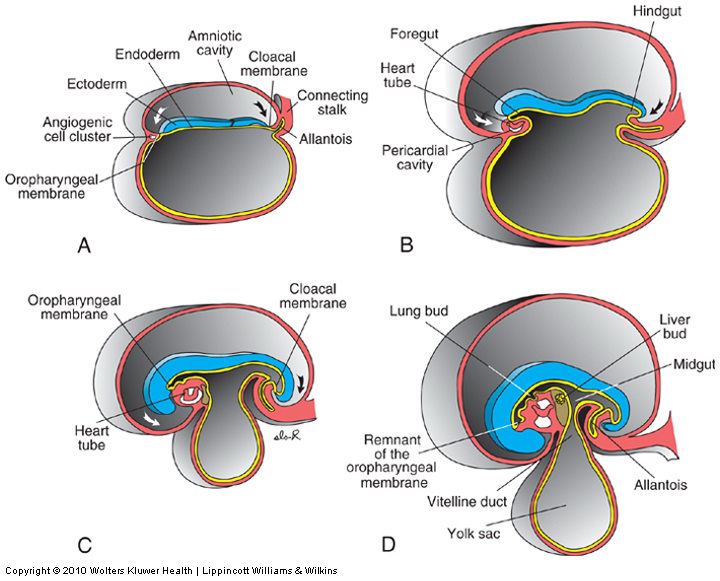 Amniotic
cavity
Endoderm
Cloacal
membrane
Ectoderm
Connecting
stalk
Angiogenic
cell cluster
Allantois
Oropharyngeal
membrane
A
Hindgut
Foregut
Heart
tube
Pericardial
cavity
B
Oropharyngeal
membrane
Cloacal
membrane
Heart
tube
sls-R.
C
Lung bud
Liver
bud
Midgut
Remnant
of the
oropharyngeal
membrane
Allantois
Vitelline duct
Yolk sac
D
Copyright © 2010 Wolters Kluwer Health | Lippincott Williams & Wilkins